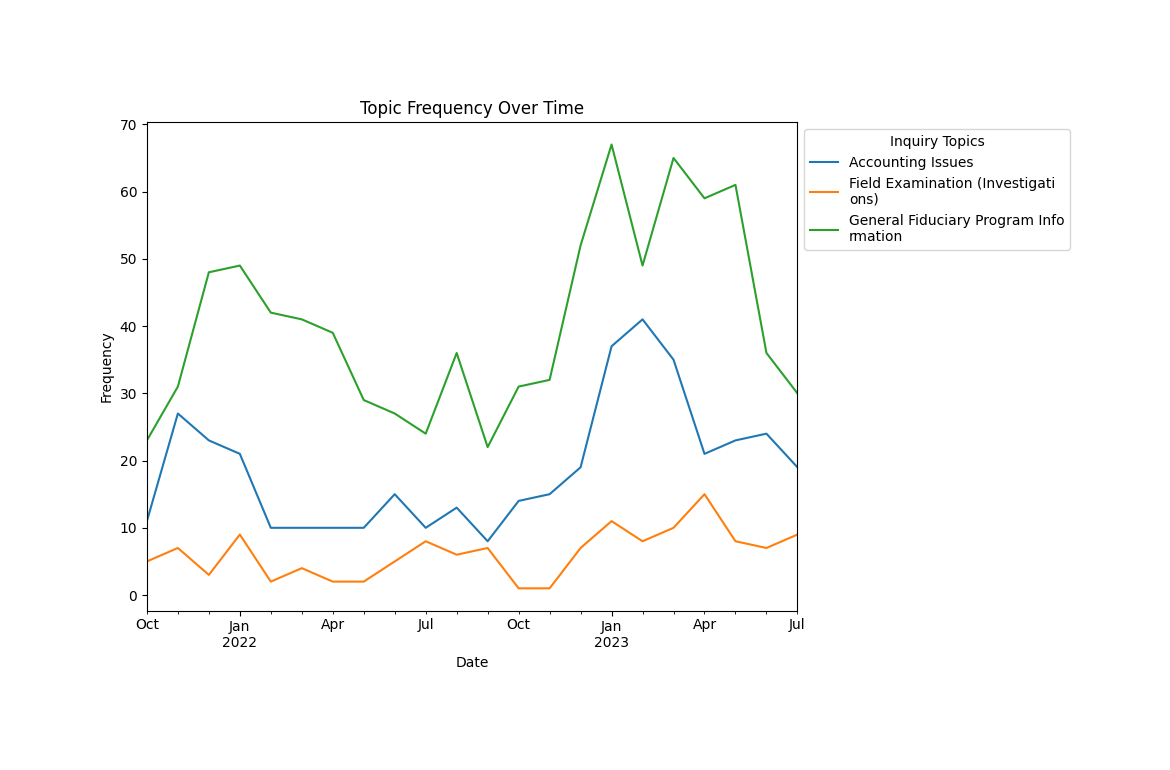 Topic Frequency Over Time
70
60
50
40
30
20
10
0
Frequency
Oct
Jan
2022
Apr
Jul
Oct
Jan
2023
Apr
Jul
Date
Inquiry Topics
Accounting Issues
Field Examination (Investigati
ons)
General Fiduciary Program Info
rmation